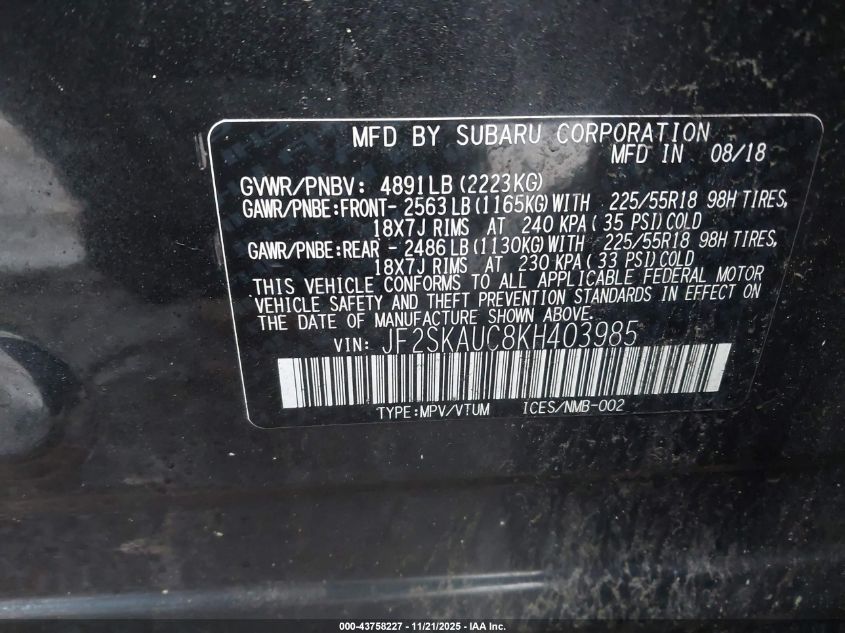 MFD BY SUBARU CORPORATION
MFD IN 08/18
GVWR/PNBV: 4891LB(2223KG)
GAWR/PNBE:FRONT- 2563LB(1165KG)WITH 225/55R18 98H TIRES,
18X7J RIMS AT 240 KPA(35 PSI)COLD
GAWR/PNBE:REAR - 2486LB(1130KG)WITH 225/55R18 98H TIRES,
18X7J RIMS AT 230 KPA(33 PSI)COLD
THIS VEHICLE CONFORMS TO ALL APPLICABLE FEDERAL MOTOR
VEHICLE SAFETY AND THEFT PREVENTION STANDARDS IN EFFECT ON
THE DATE OF MANUFACTURE SHOWN ABOVE.
VIN: JF2SKAUC8KH403985
TYPE:MPV/VTUM ICES/NMB-002
000-43758227 - 11/21/2025 - IAA Inc.